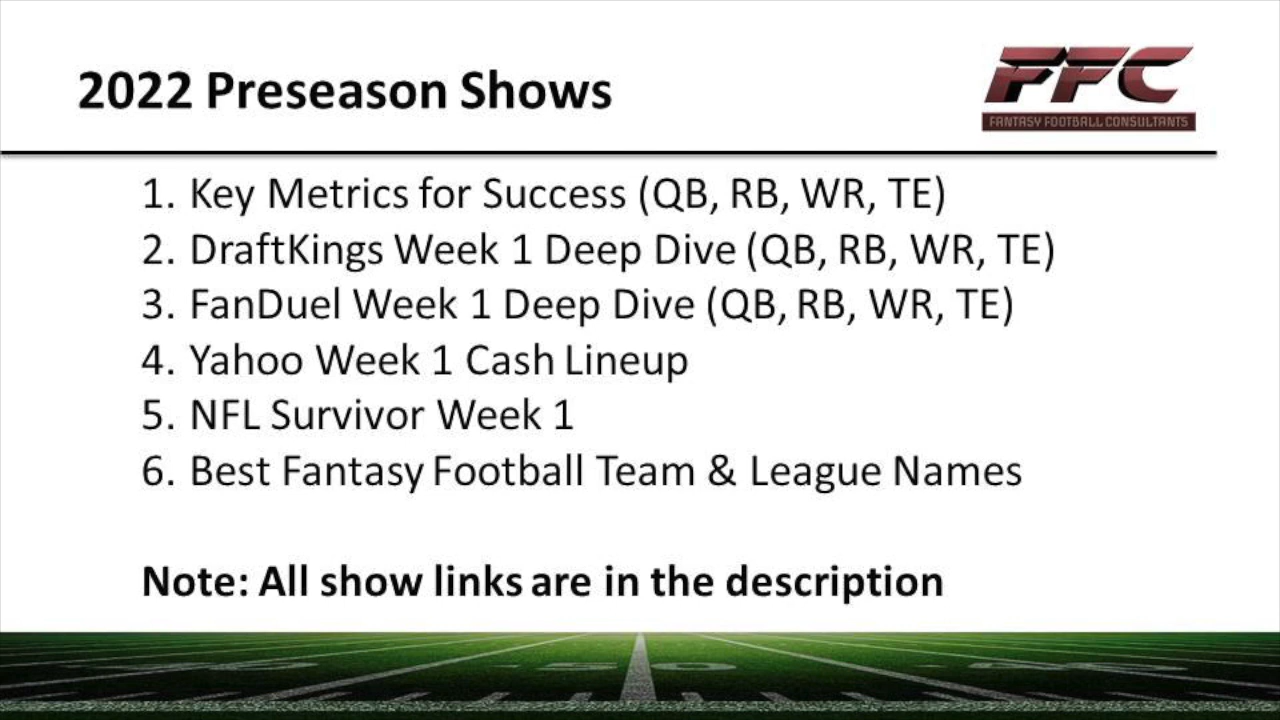 2022 Preseason Shows
FFC
FANTASY FOOTBALL CONSULTANTS
1. Key Metrics for Success (QB, RB, WR, TE)
2. DraftKings Week 1 Deep Dive (QB, RB, WR, TE)
3. FanDuel Week 1 Deep Dive (QB, RB, WR, TE)
4. Yahoo Week 1 Cash Lineup
5. NFL Survivor Week 1
6. Best Fantasy Football Team & League Names
Note: All show links are in the description
50